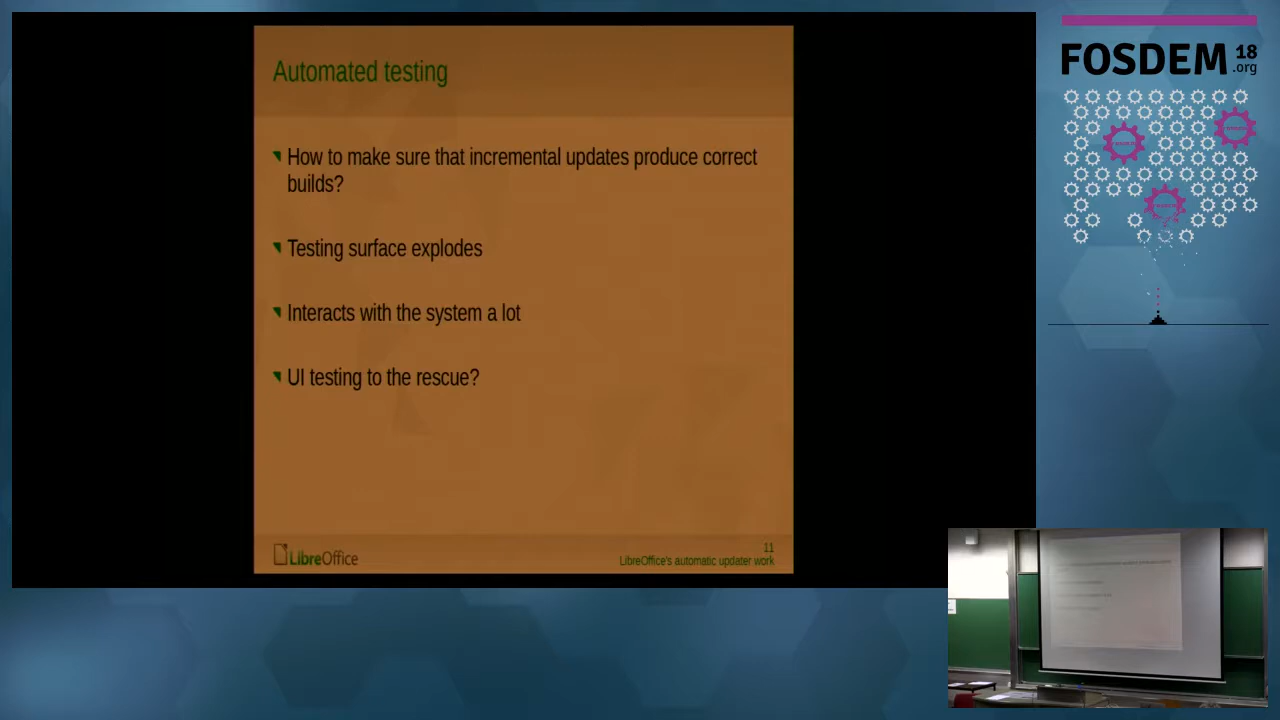 FOSDEM 18
.org
Automated testing
How to make sure that incremental updates produce correct
builds?
Testing surface explodes
Interacts with the system a lot
UI testing to the rescue?
LibreOffice
11
LibreOffice's automatic updater work